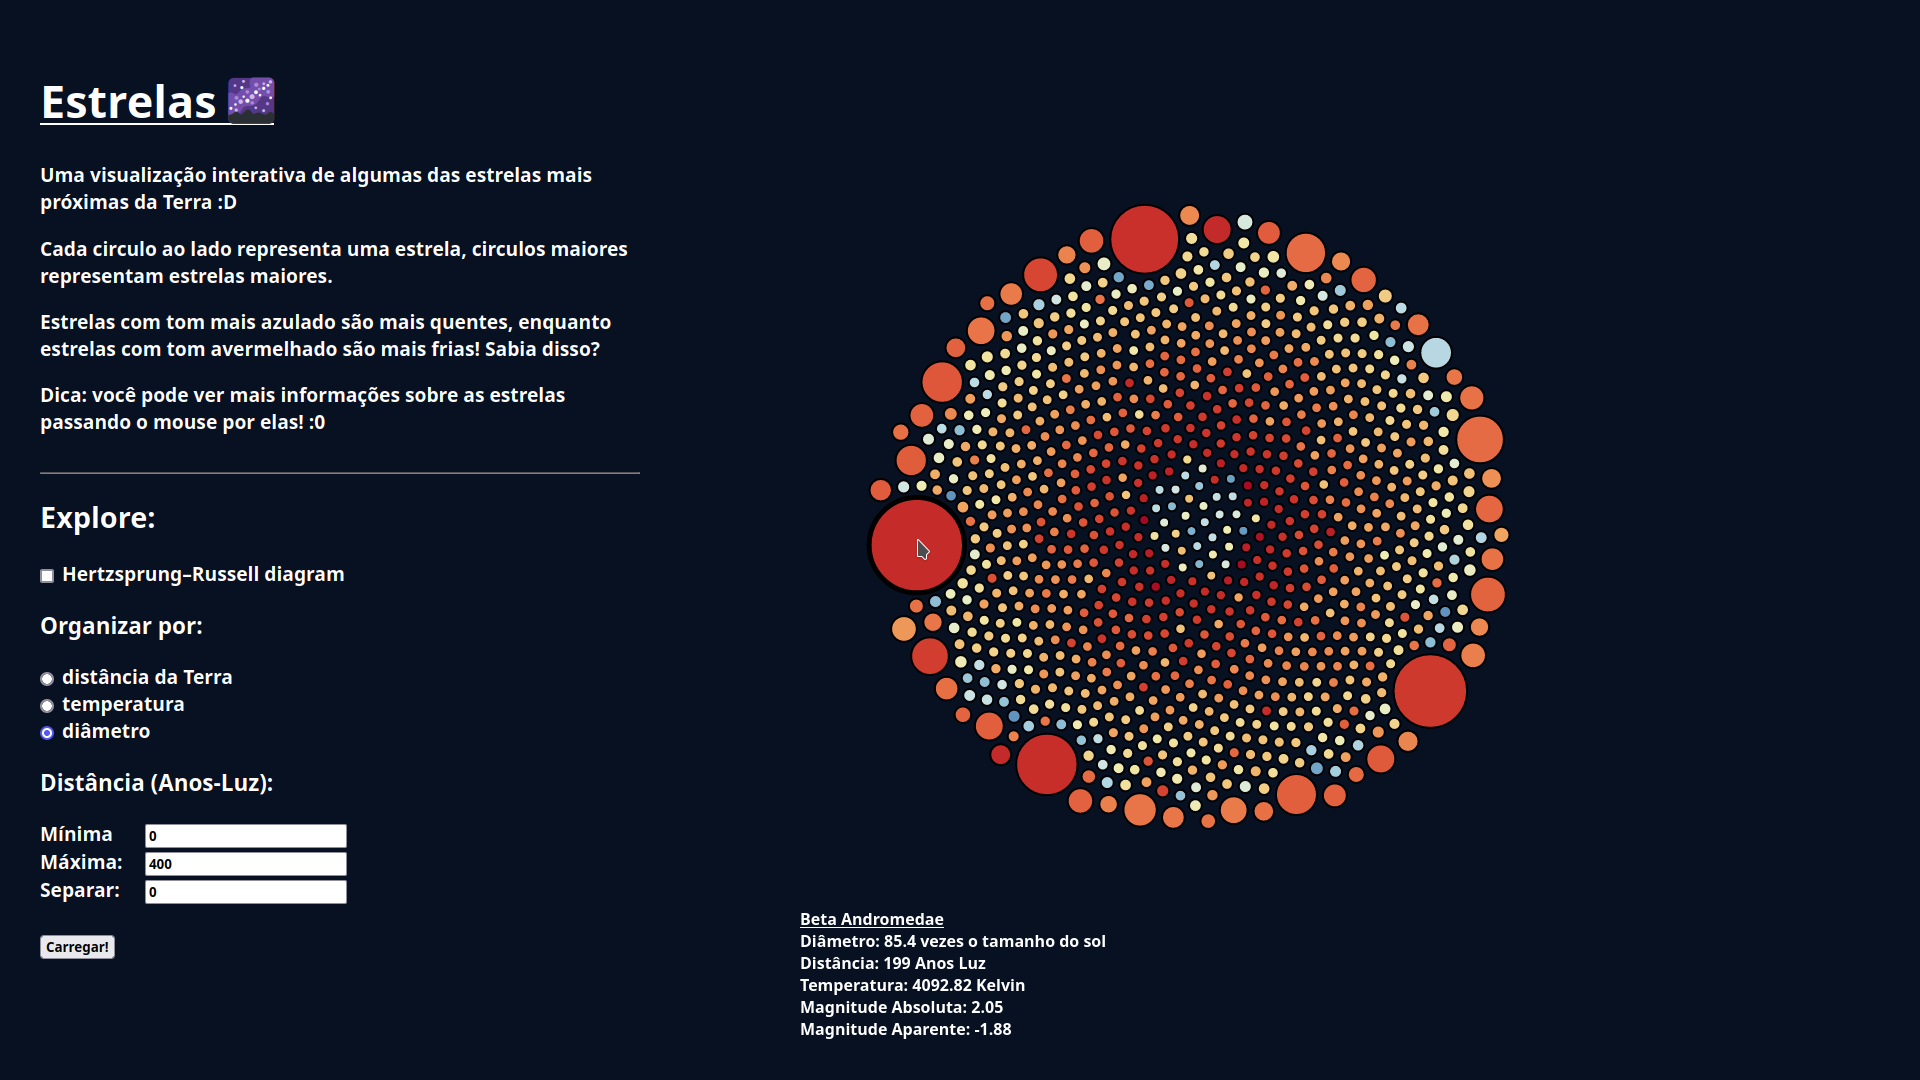 Estrelas
Uma visualização interativa de algumas das estrelas mais
próximas da Terra :D
Cada circulo ao lado representa uma estrela, circulos maiores
representam estrelas maiores.
Estrelas com tom mais azulado são mais quentes, enquanto
estrelas com tom avermelhado são mais frias! Sabia disso?
Dica: você pode ver mais informações sobre as estrelas
passando o mouse por elas! :0
Explore:
Hertzsprung–Russell diagram
Organizar por:
distância da Terra
temperatura
diâmetro
Distância (Anos-Luz):
Mínima 0
Máxima: 400
Separar: 0
Carregar!
Beta Andromedae
Diâmetro: 85.4 vezes o tamanho do sol
Distância: 199 Anos Luz
Temperatura: 4092.82 Kelvin
Magnitude Absoluta: 2.05
Magnitude Aparente: -1.88